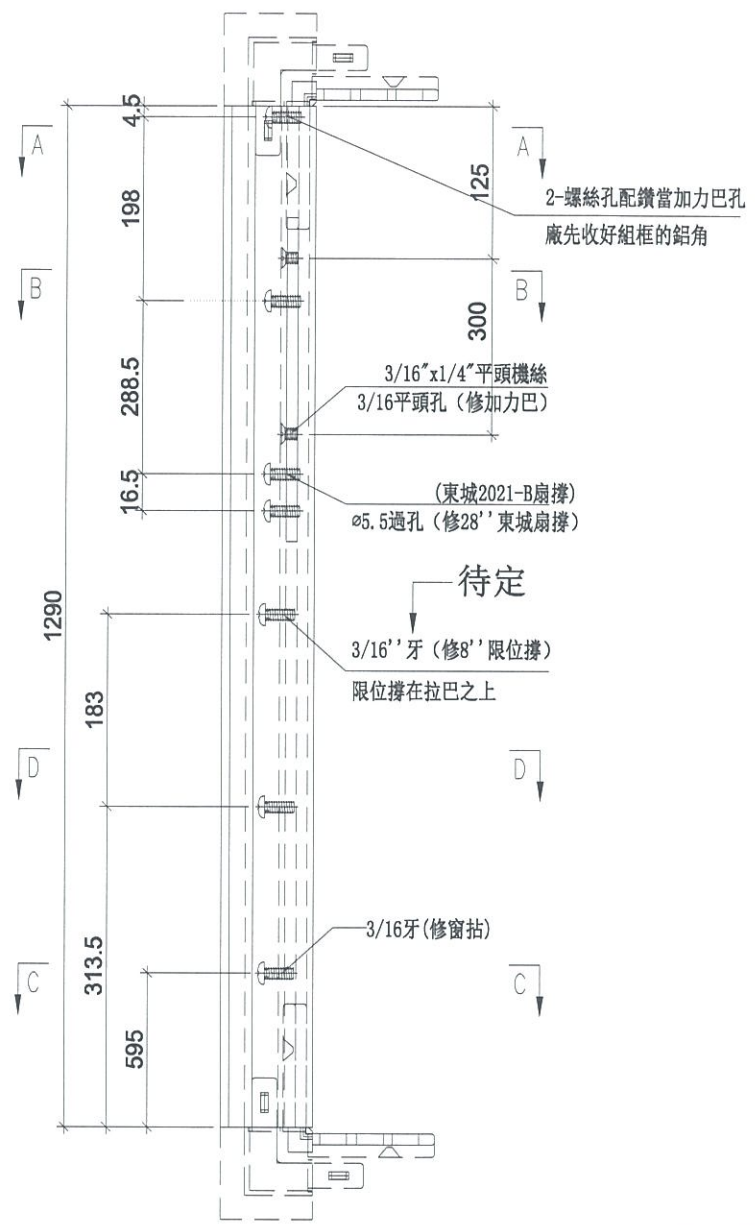 4.5
A
A
198
125
2-螺絲孔配鑽當加力巴孔
廠先收好組框的鋁角
B
B
300
288.5
3/16"x1/4"平頭機絲
3/16平頭孔（修加力巴）
16.5
(東城2021-B扇撐)
ø5.5過孔（修28''東城扇撐）
待定
1290
3/16''牙（修8''限位撐）
限位撐在拉巴之上
183
D
D
3/16牙(修窗拈)
313.5
C
C
595